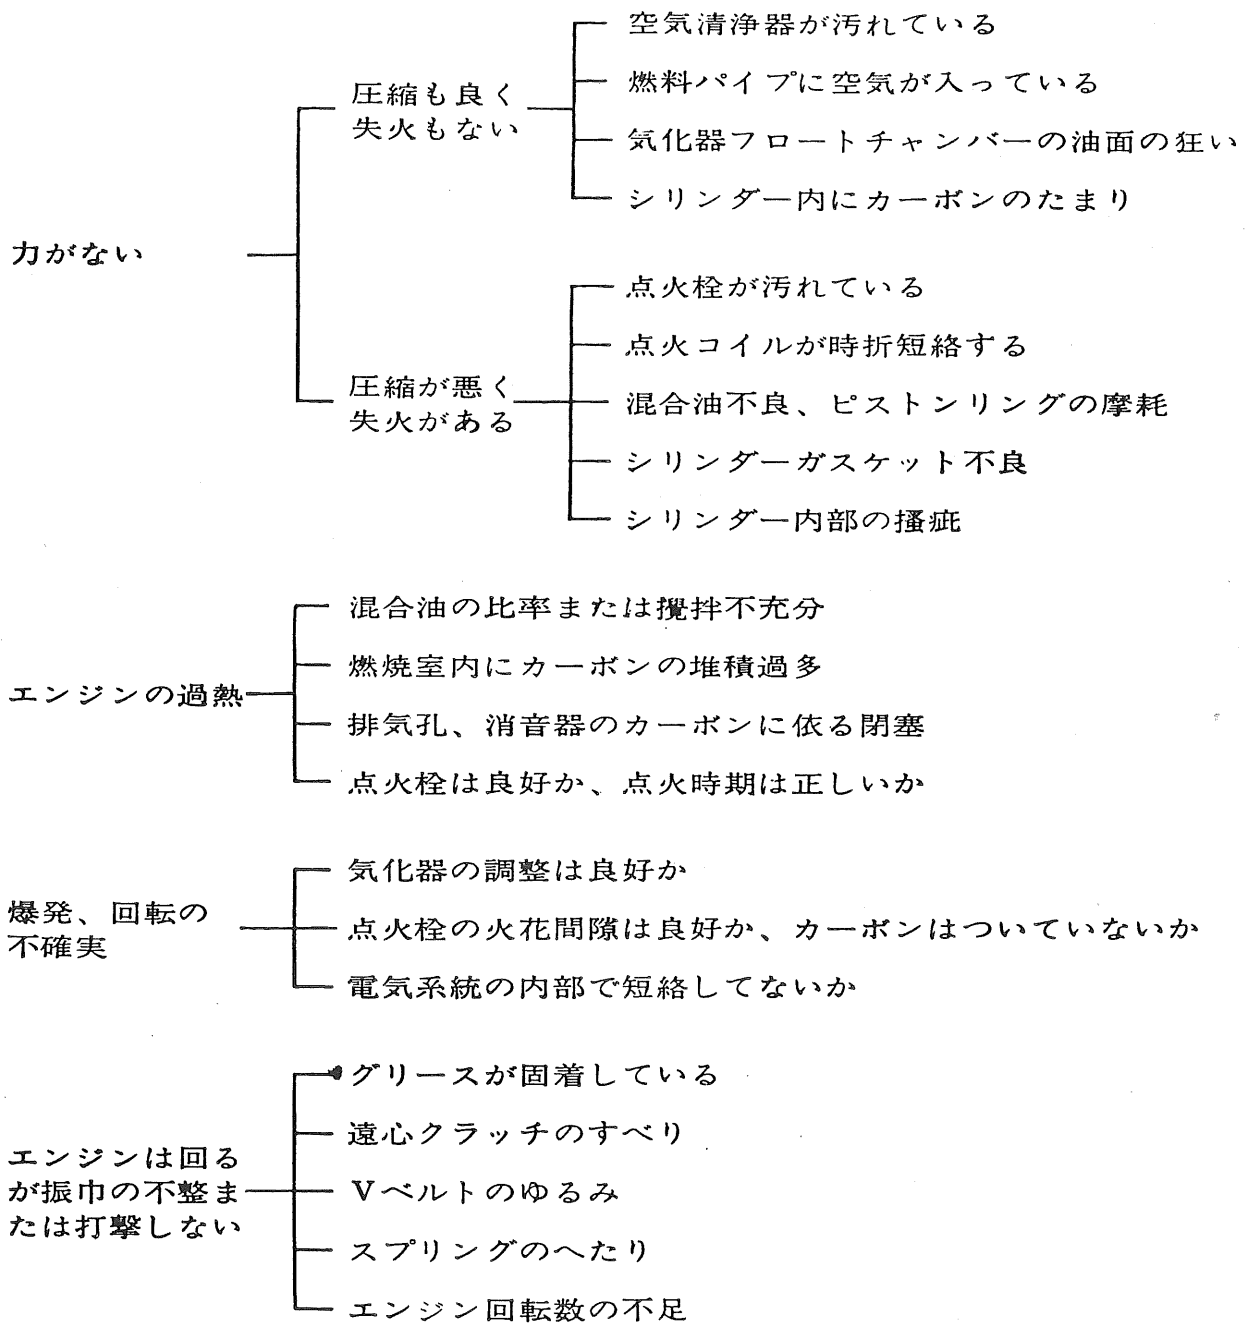 力がない
圧縮も良く
失火もない
空気清浄器が汚れている
燃料パイプに空気が入っている
気化器フロートチャンバーの油面の狂い
シリンダー内にカーボンのたまり
圧縮が悪く
失火がある
点火栓が汚れている
点火コイルが時折短絡する
混合油不良、ピストンリングの摩耗
シリンダーガスケット不良
シリンダー内部の掻疵
エンジンの過熱
混合油の比率または攪拌不充分
燃焼室内にカーボンの堆積過多
排気孔、消音器のカーボンに依る閉塞
点火栓は良好か、点火時期は正しいか
爆発、回転の
不確実
気化器の調整は良好か
点火栓の火花間隙は良好か、カーボンはついていないか
電気系統の内部で短絡してないか
エンジンは回る
が振巾の不整ま
たは打撃しない
グリースが固着している
遠心クラッチのすべり
Vベルトのゆるみ
スプリングのへたり
エンジン回転数の不足